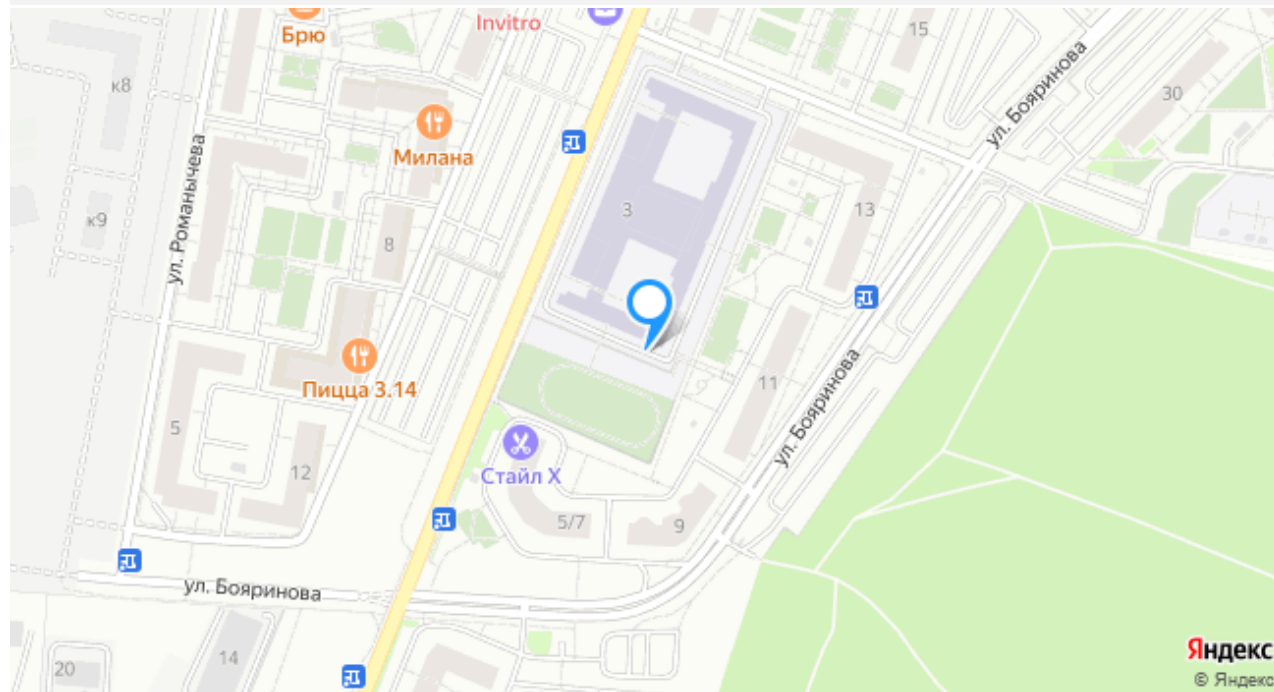 Брю
Invitro
15
к8
ул. Бояринова
30
Милана
ул. Романычева
3
13
к9
8
Пицца 3.14
11
ул. Бояринова
5
12
Стайл X
5/7
9
ул. Бояринова
14
20
Яндекс
© Яндекс